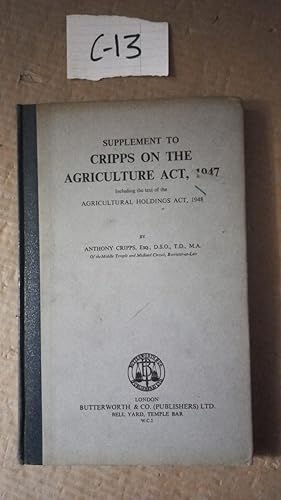 C-13
SUPPLEMENT TO
CRIPPS ON THE
AGRICULTURE ACT, 1947
Including the text of the
AGRICULTURAL HOLDINGS ACT, 1948
BY
ANTHONY CRIPPS, Esq., D.S.O., T.D., M.A.
Of the Middle Temple and Midland Circuit, Barrister-at-Law
LONDON
BUTTERWORTH & CO. (PUBLISHERS) LTD.
BELL YARD, TEMPLE BAR
W.C.2